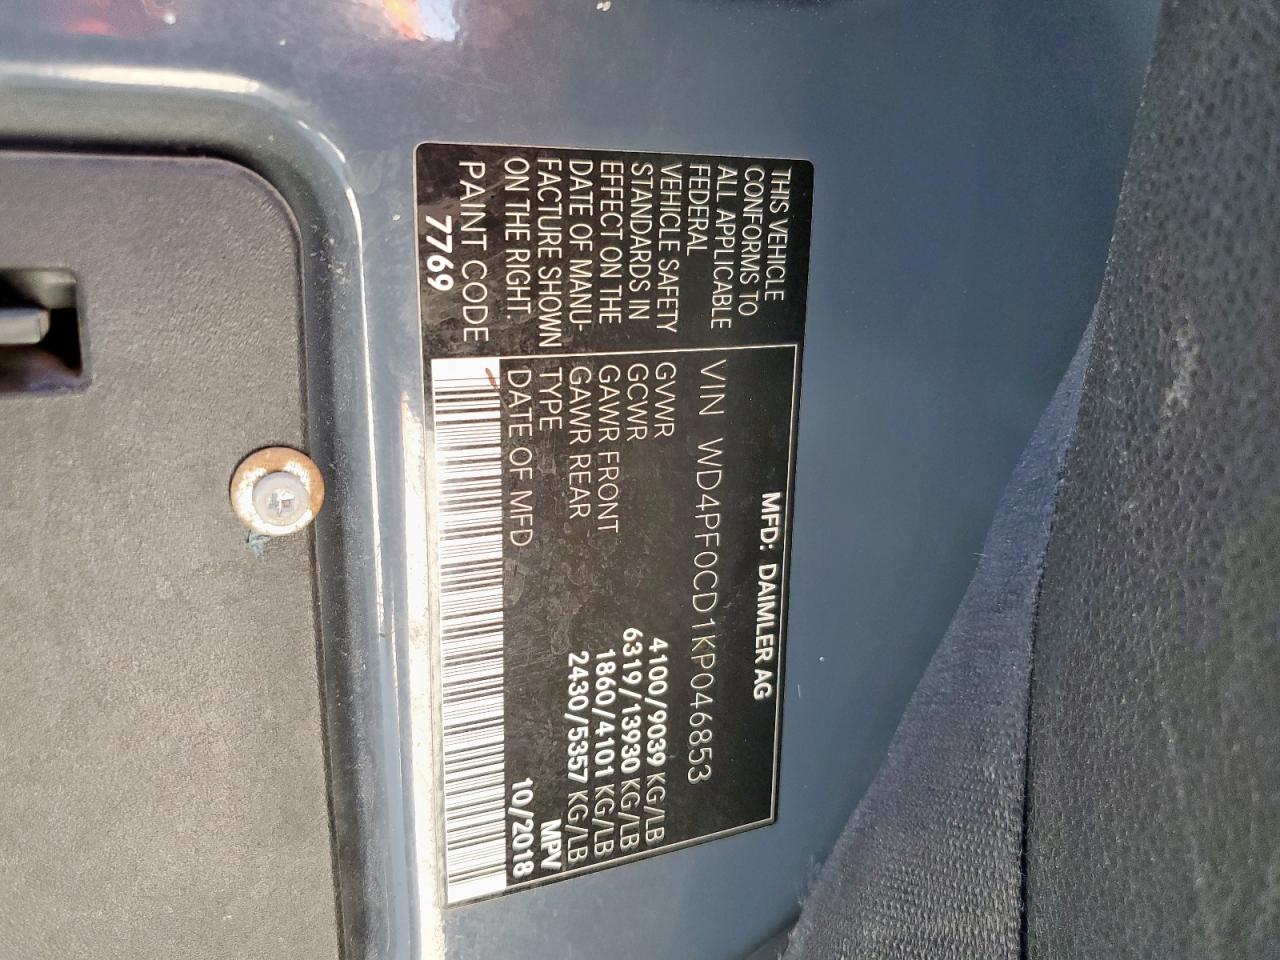 THIS VEHICLE
CONFORMS TO
ALL APPLICABLE
FEDERAL
VEHICLE SAFETY
STANDARDS IN
EFFECT ON THE
DATE OF MANU-
FACTURE SHOWN
ON THE RIGHT
PAINT CODE
7769
MFD: DAIMLER AG
VIN WD4PF0CD1KP046853
GVWR 4100/9039 KG/LB
GCWR 6319/13930 KG/LB
GAWR FRONT 1860/4101 KG/LB
GAWR REAR 2430/5357 KG/LB
TYPE MPV
DATE OF MFD 10/2018